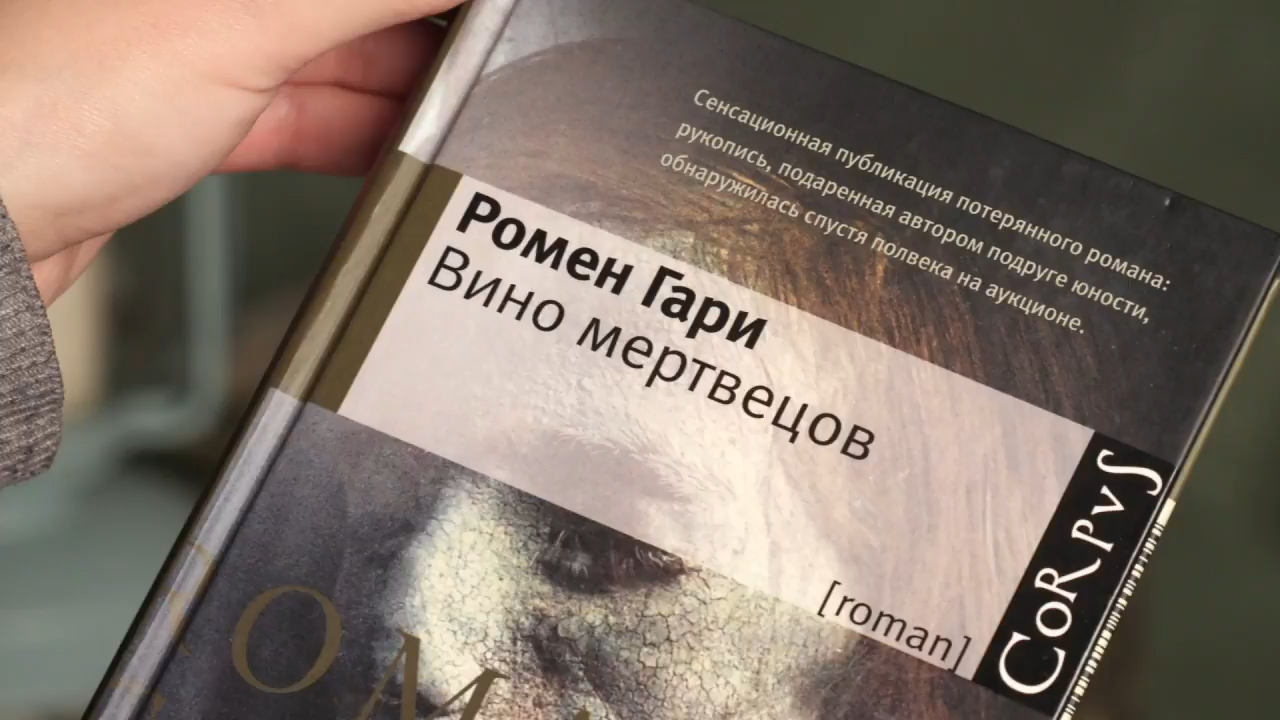 Сенсационная публикация потерянного романа:
рукопись, подаренная автором подруге юности,
обнаружилась спустя полвека на аукционе.
Ромен Гари
Вино мертвецов
[roman]
CoRPVS